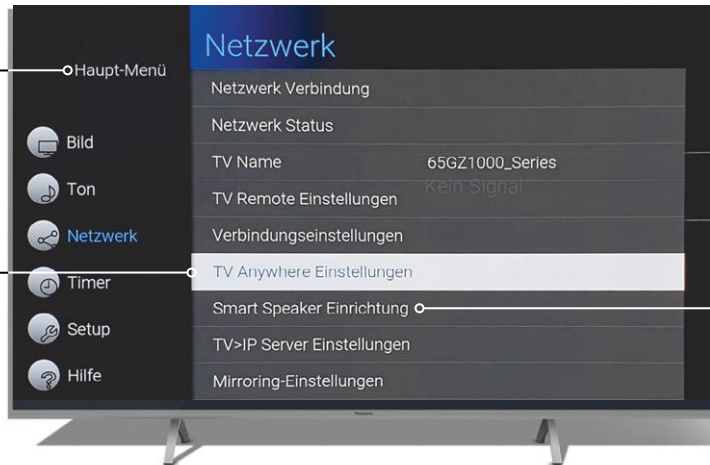 Haupt-Menü
Bild
Ton
Netzwerk
Timer
Setup
Hilfe
Netzwerk
Netzwerk Verbindung
Netzwerk Status
TV Name 65GZ1000_Series
Kein Signal
TV Remote Einstellungen
Verbindungseinstellungen
TV Anywhere Einstellungen
Smart Speaker Einrichtung
TV>IP Server Einstellungen
Mirroring-Einstellungen
Panasonic